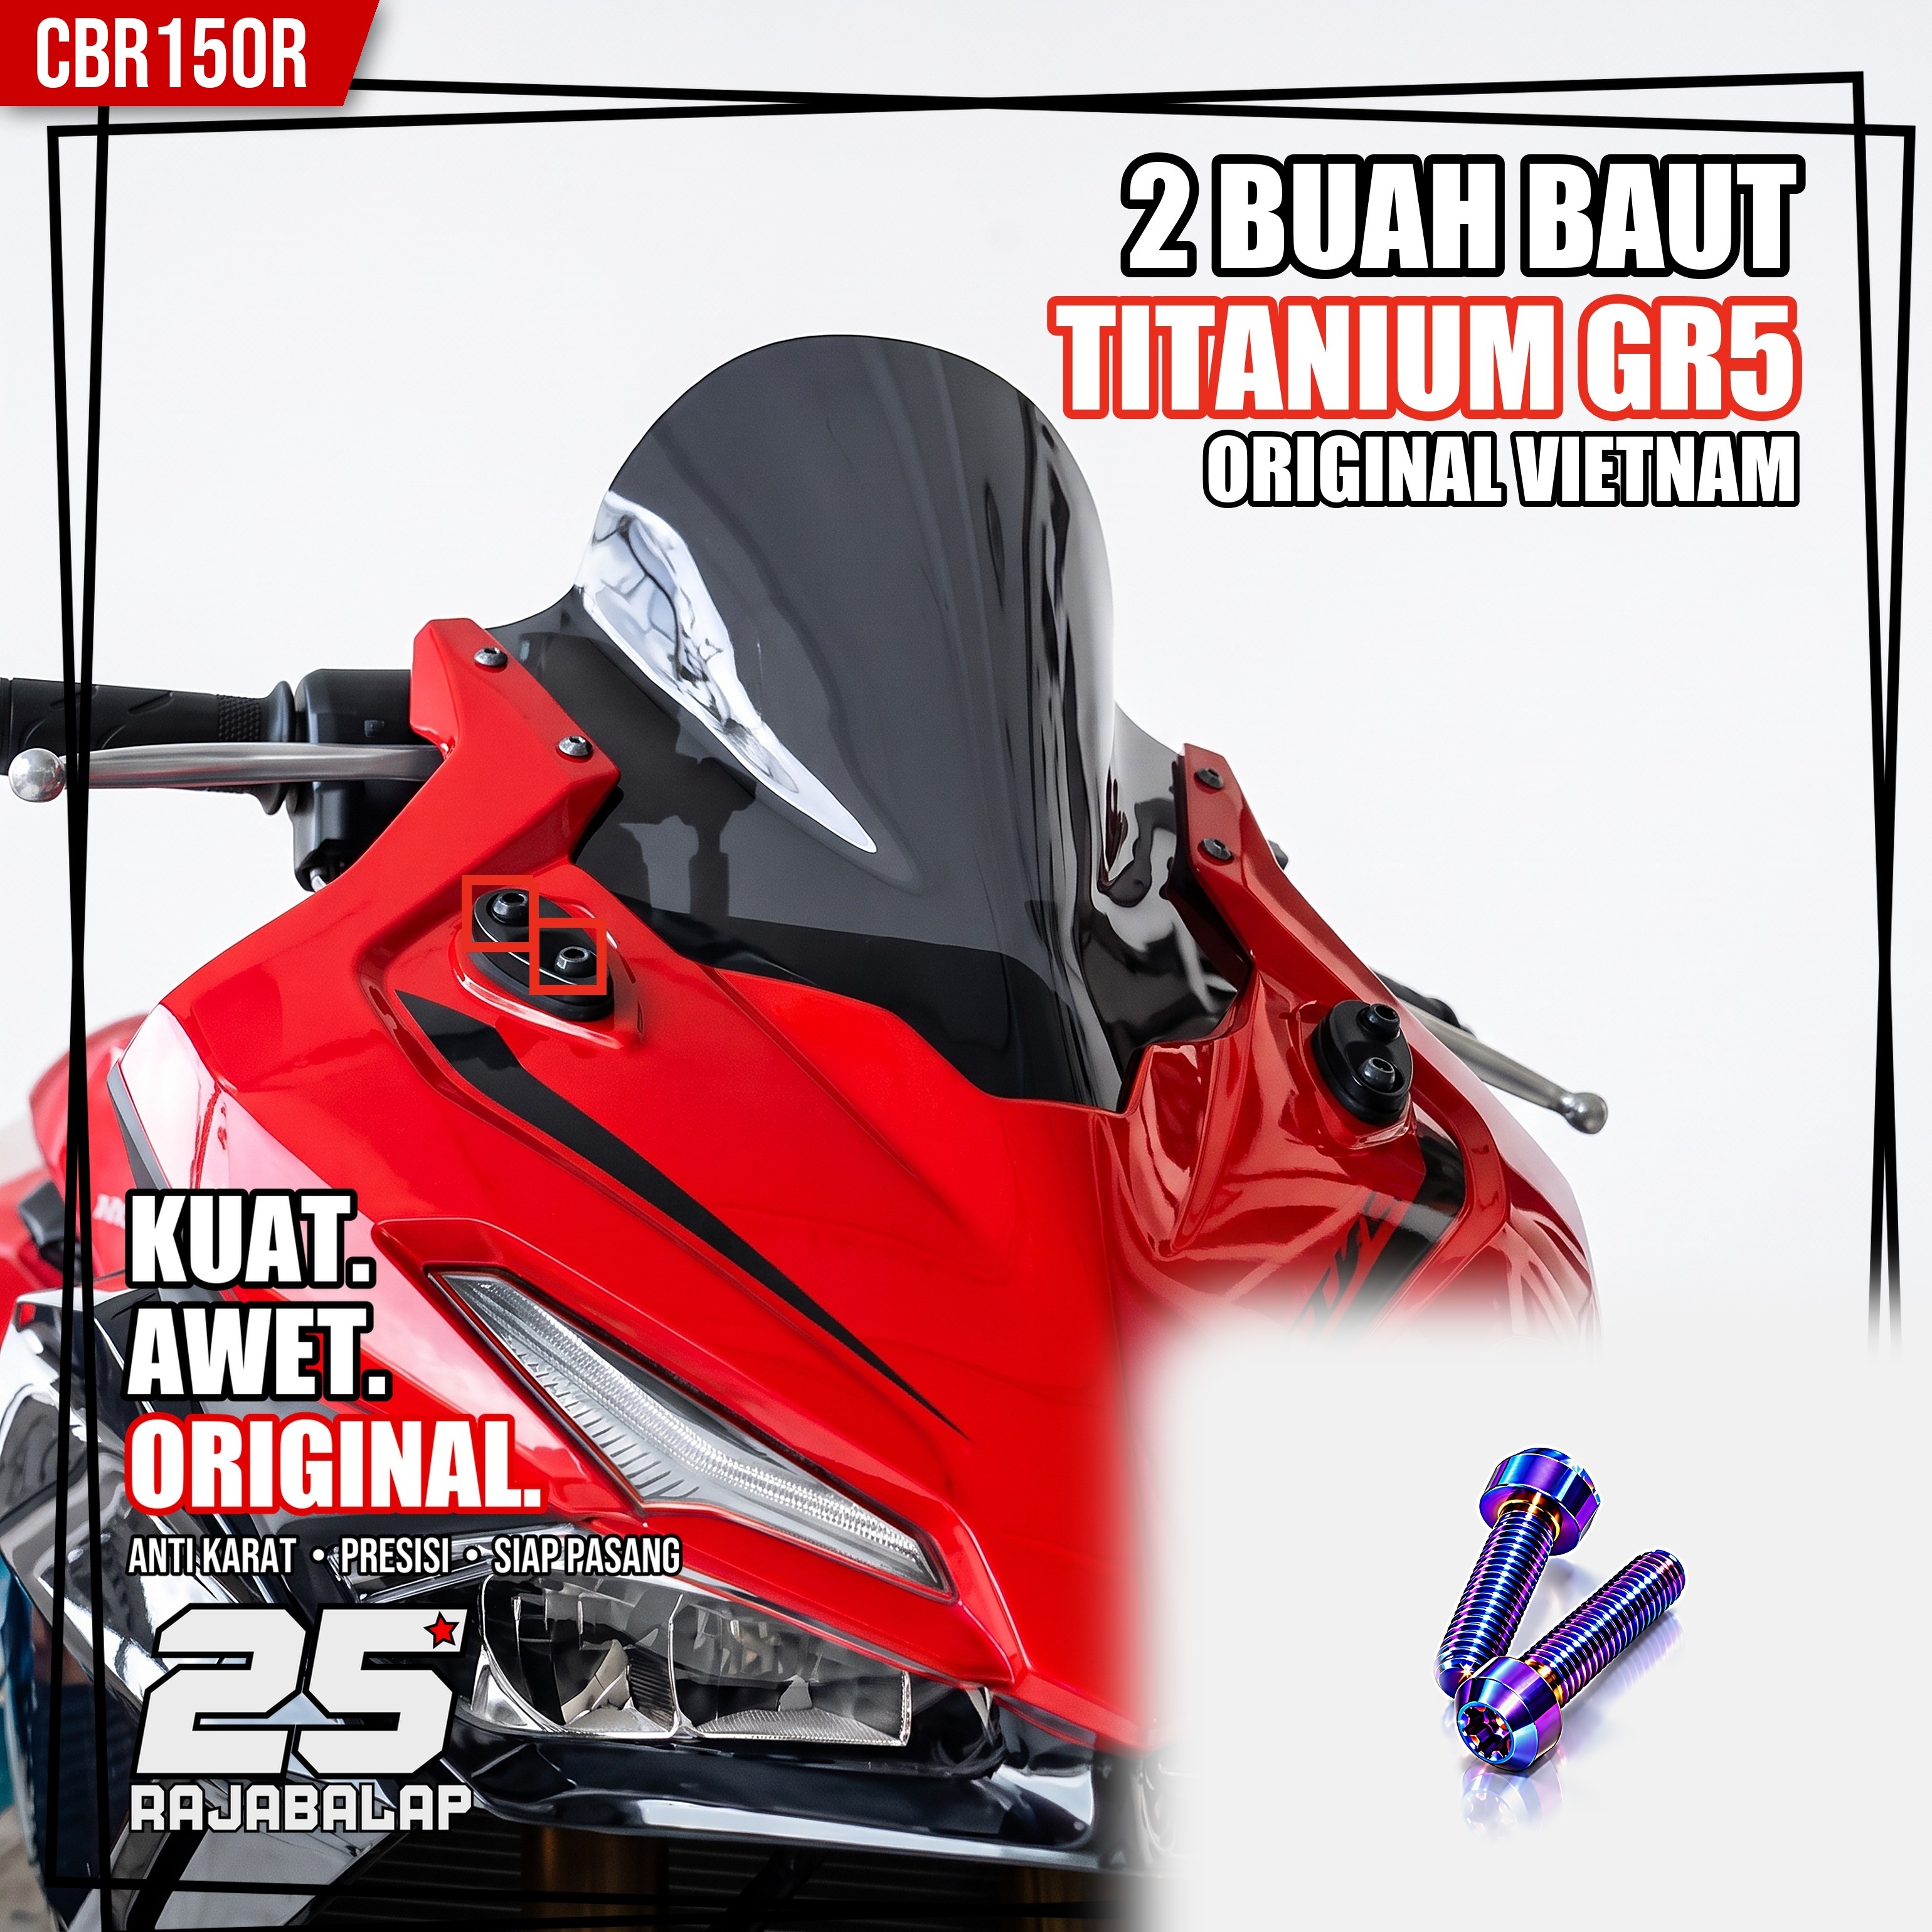 CBR150R
2 BUAH BAUT
TITANIUM GR5
ORIGINAL VIETNAM
KUAT.
AWET.
ORIGINAL.
ANTI KARAT • PRESISI • SIAP PASANG
25
RAJABALAP